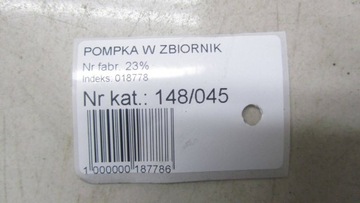 POMPKA W ZBIORNIK
Nr fabr. 23%
Indeks. 018778
Nr kat.: 148/045
1 000000 187786